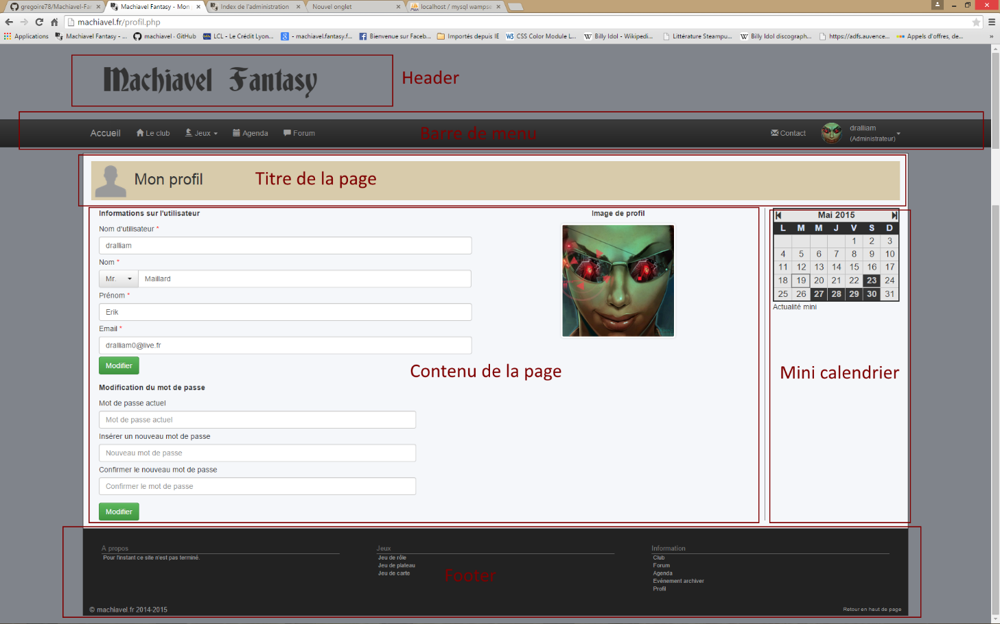 gregoire78/Machiavel-Fan
Machiavel Fantasy - Mon
Index de l'administration
Nouvel onglet
localhost / mysql wampse
machiavel.fr/profil.php
Applications
Machiavel Fantasy - ...
machiavel · GitHub
LCL - Le Crédit Lyon...
- machiavel.fantasy.f...
Bienvenue sur Faceb...
Importés depuis IE
CSS Color Module L...
Billy Idol - Wikipedi...
Littérature Steampu...
Billy Idol discograph...
https://adfs.auvence...
Appels d'offres, de...
»
Machiavel Fantasy
Header
Accueil
Le club
Jeux
Agenda
Forum
Barre de menu
Contact
dralliam
(Administrateur)
Mon profil
Titre de la page
Informations sur l'utilisateur
Nom d'utilisateur *
dralliam
Nom *
Mr.
Maillard
Prénom *
Erik
Email *
dralliam0@live.fr
Modifier
Image de profil
Contenu de la page
Modification du mot de passe
Mot de passe actuel
Mot de passe actuel
Insérer un nouveau mot de passe
Nouveau mot de passe
Confirmer le nouveau mot de passe
Confirmer le mot de passe
Modifier
Mai 2015
L M M J V S D
1 2 3
4 5 6 7 8 9 10
11 12 13 14 15 16 17
18 19 20 21 22 23 24
25 26 27 28 29 30 31
Actualité mini
Mini calendrier
A propos
Pour l'instant ce site n'est pas terminé.
Jeux
Jeu de rôle
Jeu de plateau
Jeu de carte
Footer
Information
Club
Forum
Agenda
Evénement archiver
Profil
© machiavel.fr 2014-2015
Retour en haut de page